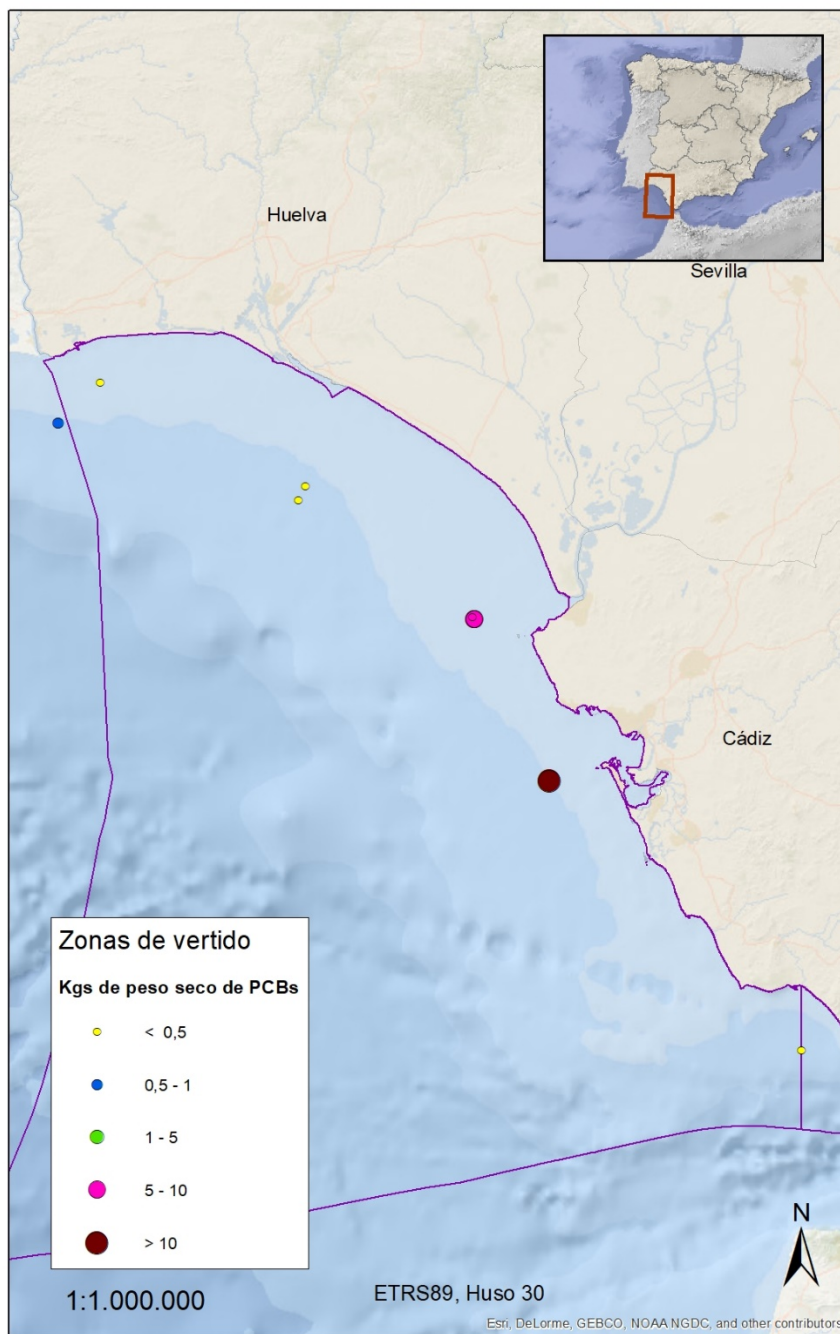 Huelva
Sevilla
Cádiz
Zonas de vertido
Kgs de peso seco de PCBs
< 0,5
0,5 - 1
1 - 5
5 - 10
> 10
N
1:1.000.000
ETRS89, Huso 30
Esri, DeLorme, GEBCO, NOAA NGDC, and other contributors